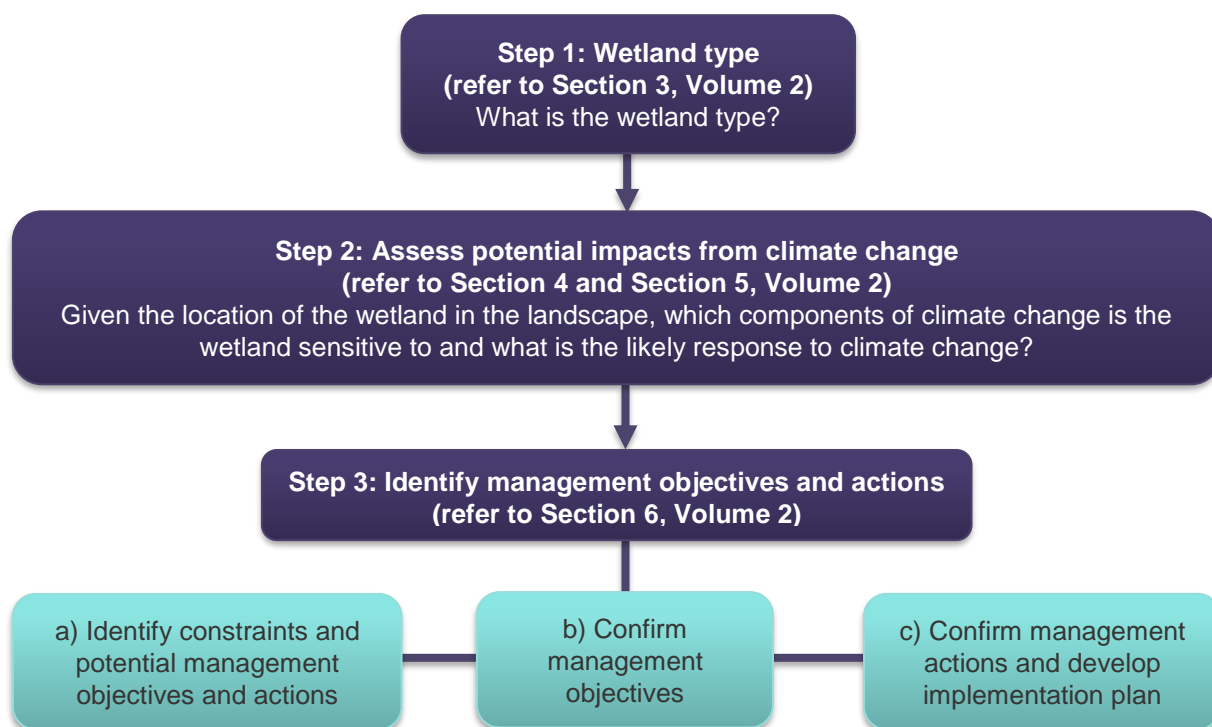 Step 1: Wetland type
(refer to Section 3, Volume 2)
What is the wetland type?
Step 2: Assess potential impacts from climate change
(refer to Section 4 and Section 5, Volume 2)
Given the location of the wetland in the landscape, which components of climate change is the
wetland sensitive to and what is the likely response to climate change?
Step 3: Identify management objectives and actions
(refer to Section 6, Volume 2)
a) Identify constraints and
potential management
objectives and actions
b) Confirm
management
objectives
c) Confirm management
actions and develop
implementation plan